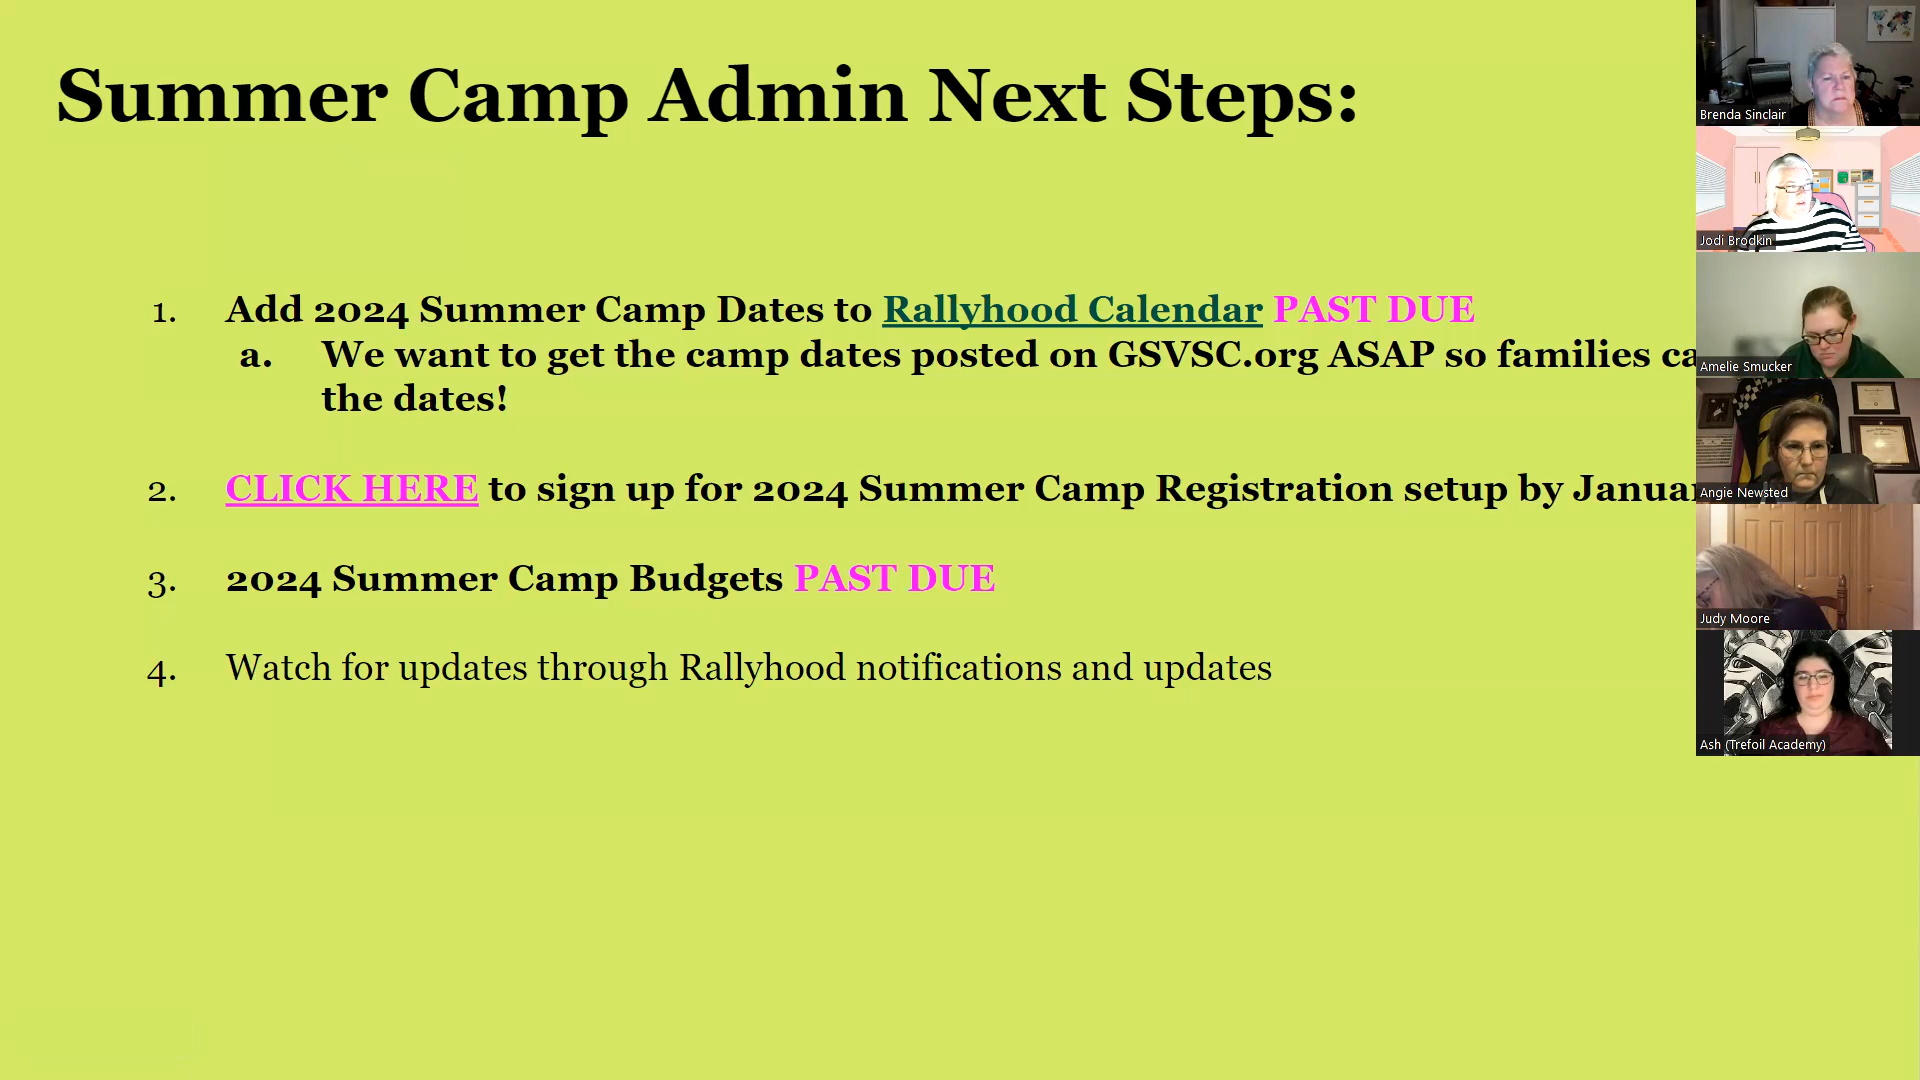 Summer Camp Admin Next Steps:
1. Add 2024 Summer Camp Dates to Rallyhood Calendar PAST DUE
a. We want to get the camp dates posted on GSVSC.org ASAP so families
the dates!
2. CLICK HERE to sign up for 2024 Summer Camp Registration setup by
3. 2024 Summer Camp Budgets PAST DUE
4. Watch for updates through Rallyhood notifications and updates
Brenda Sinclair
Jodi Brodkin
Amelie Smucker
Angie Newsted
Judy Moore
Ash (Trefoil Academy)